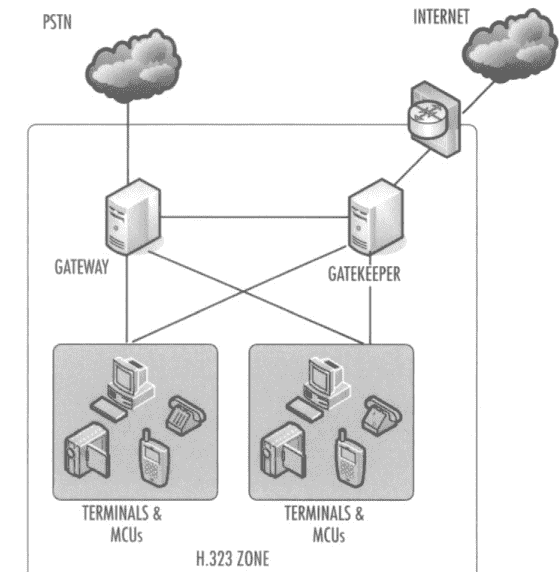 PSTN
INTERNET
GATEWAY
GATEKEEPER
TERMINALS &
MCUs
TERMINALS &
MCUs
H.323 ZONE